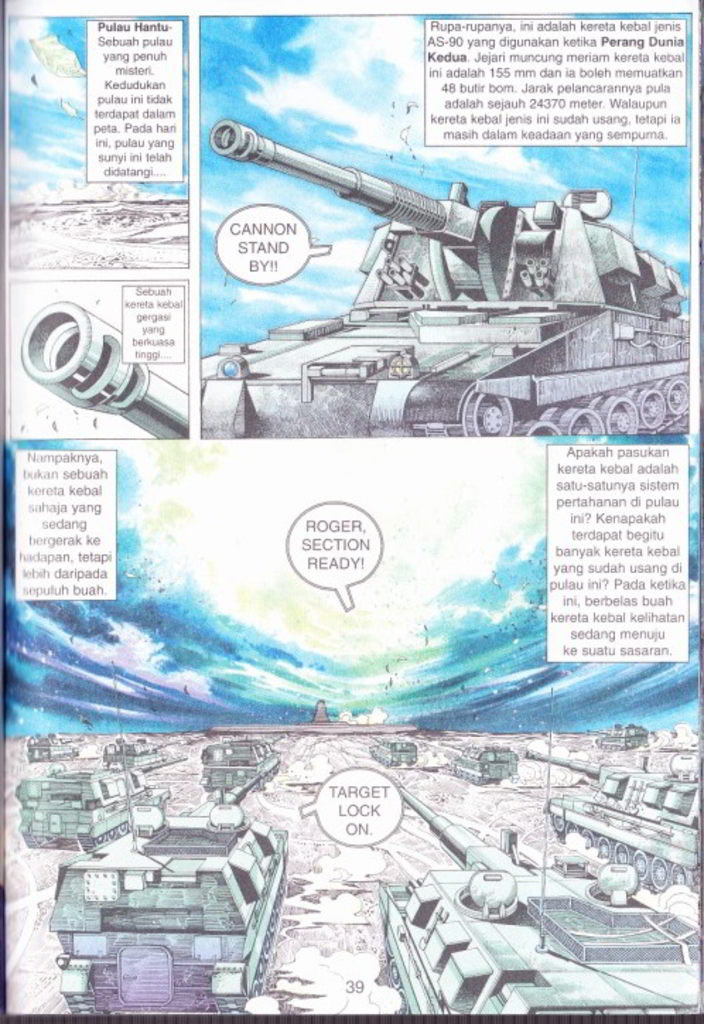 Pulau Hantu-
Sebuah pulau
yang penuh
misteri.
Kedudukan
pulau ini tidak
terdapat dalam
peta. Pada hari
ini, pulau yang
sunyi ini telah
didatangi....
Rupa-rupanya, ini adalah kereta kebal jenis
AS-90 yang digunakan ketika Perang Dunia
Kedua. Jejari muncung meriam kereta kebal
ini adalah 155 mm dan ia boleh memuatkan
48 butir bom. Jarak pelancarannya pula
adalah sejauh 24370 meter. Walaupun
kereta kebal jenis ini sudah usang, tetapi ia
masih dalam keadaan yang sempurna.
CANNON
STAND
BY!!
Sebuah
kereta kebal
gergasi
yang
berkuasa
tinggi....
Nampaknya,
bukan sebuah
kereta kebal
sahaja yang
sedang
bergerak ke
hadapan, tetapi
lebih daripada
sepuluh buah.
ROGER,
SECTION
READY!
Apakah pasukan
kereta kebal adalah
satu-satunya sistem
pertahanan di pulau
ini? Kenapakah
terdapat begitu
banyak kereta kebal
yang sudah usang di
pulau ini? Pada ketika
ini, berbelas buah
kereta kebal kelihatan
sedang menuju
ke suatu sasaran.
TARGET
LOCK
ON.
39